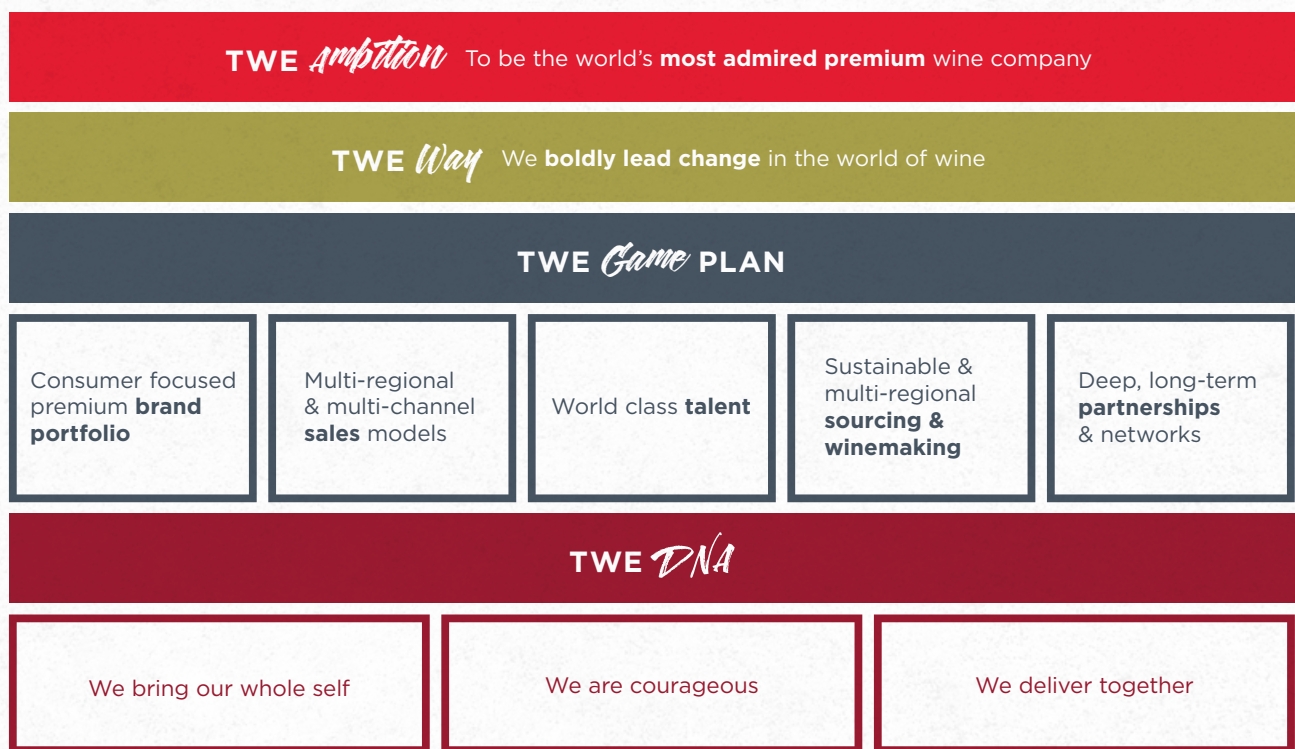 TWE Ambition To be the world's most admired premium wine company
TWE Way We boldly lead change in the world of wine
TWE Game PLAN
Consumer focused
premium brand
portfolio
Multi-regional
& multi-channel
sales models
World class talent
Sustainable &
multi-regional
sourcing &
winemaking
Deep, long-term
partnerships
& networks
TWE DNA
We bring our whole self
We are courageous
We deliver together